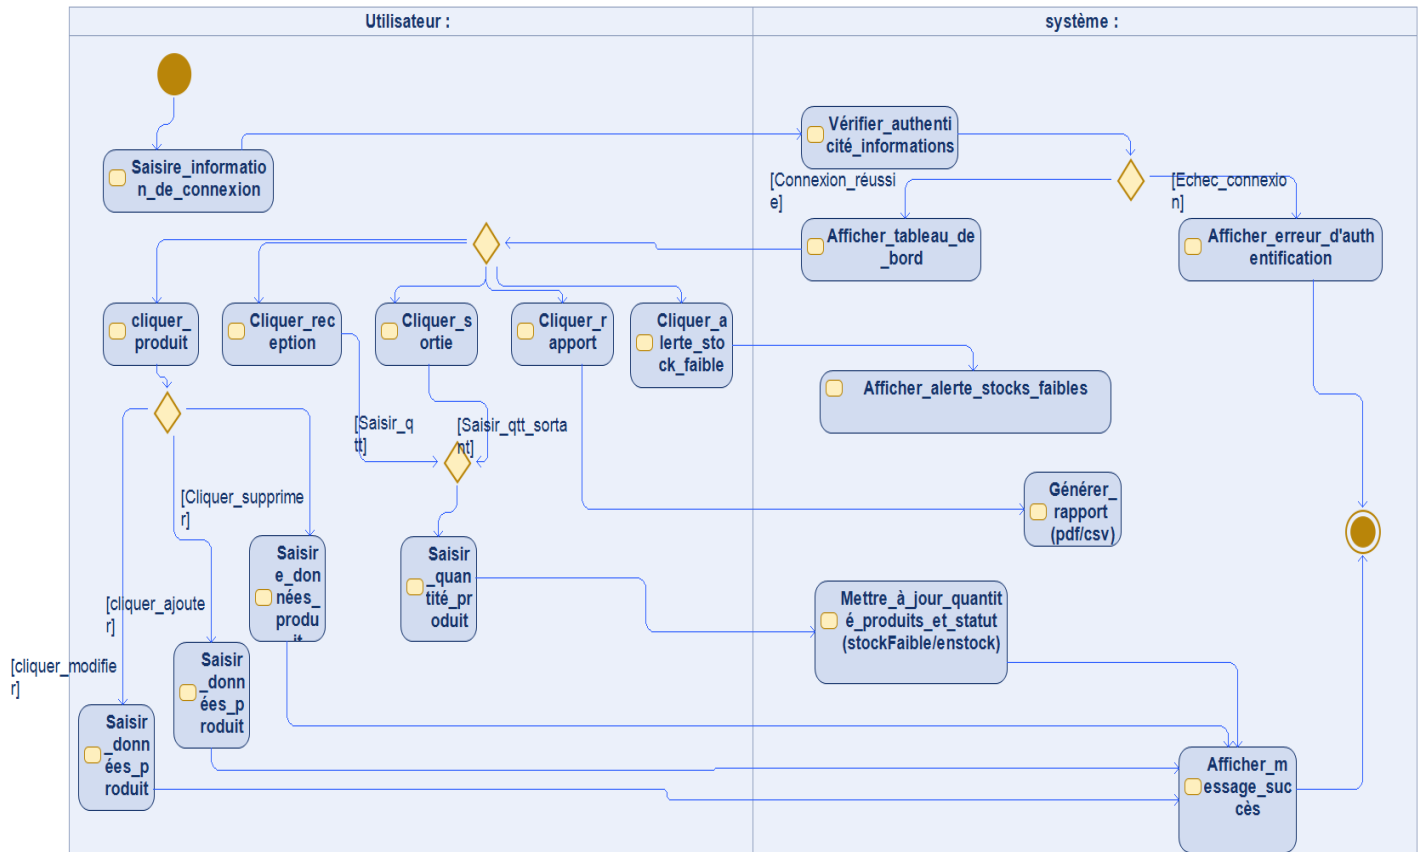 Utilisateur :
système :
Saisire_informatio
n_de_connexion
Vérifier_authenti
cité_informations
[Connexion_réussi
e]
[Echec_connexio
n]
Afficher_tableau_de
_bord
Afficher_erreur_d'auth
entification
cliquer_
produit
Cliquer_rec
eption
Cliquer_s
ortie
Cliquer_r
apport
Cliquer_a
lerte_sto
ck_faible
Afficher_alerte_stocks_faibles
[Saisir_q
tt]
[Saisir_qtt_sorta
nt]
[Cliquer_supprime
r]
Générer_
rapport
(pdf/csv)
Saisir
e_don
nées_
produ
it
Saisir
_quan
tité_pr
oduit
[cliquer_ajoute
r]
Mettre_à_jour_quantit
é_produits_et_statut
(stockFaible/enstock)
[cliquer_modifie
r]
Saisir
_donn
ées_p
roduit
Saisir
_donn
ées_p
roduit
Afficher_m
essage_suc
cès